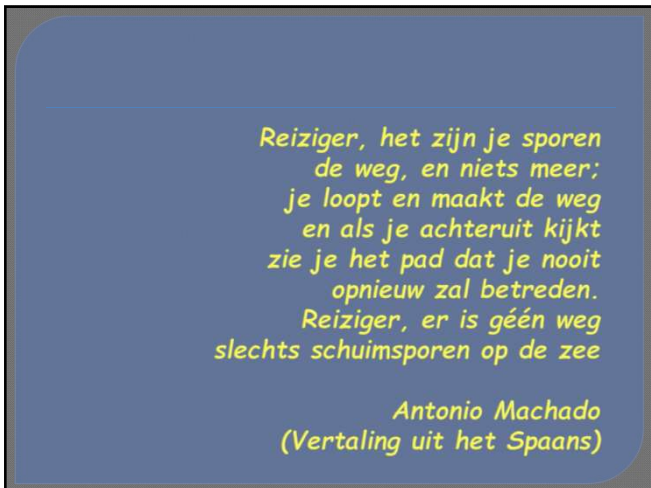 Reiziger, het zijn je sporen
de weg, en niets meer;
je loopt en maakt de weg
en als je achteruit kijkt
zie je het pad dat je nooit
opnieuw zal betreden.
Reiziger, er is géén weg
slechts schuimsporen op de zee
Antonio Machado
(Vertaling uit het Spaans)